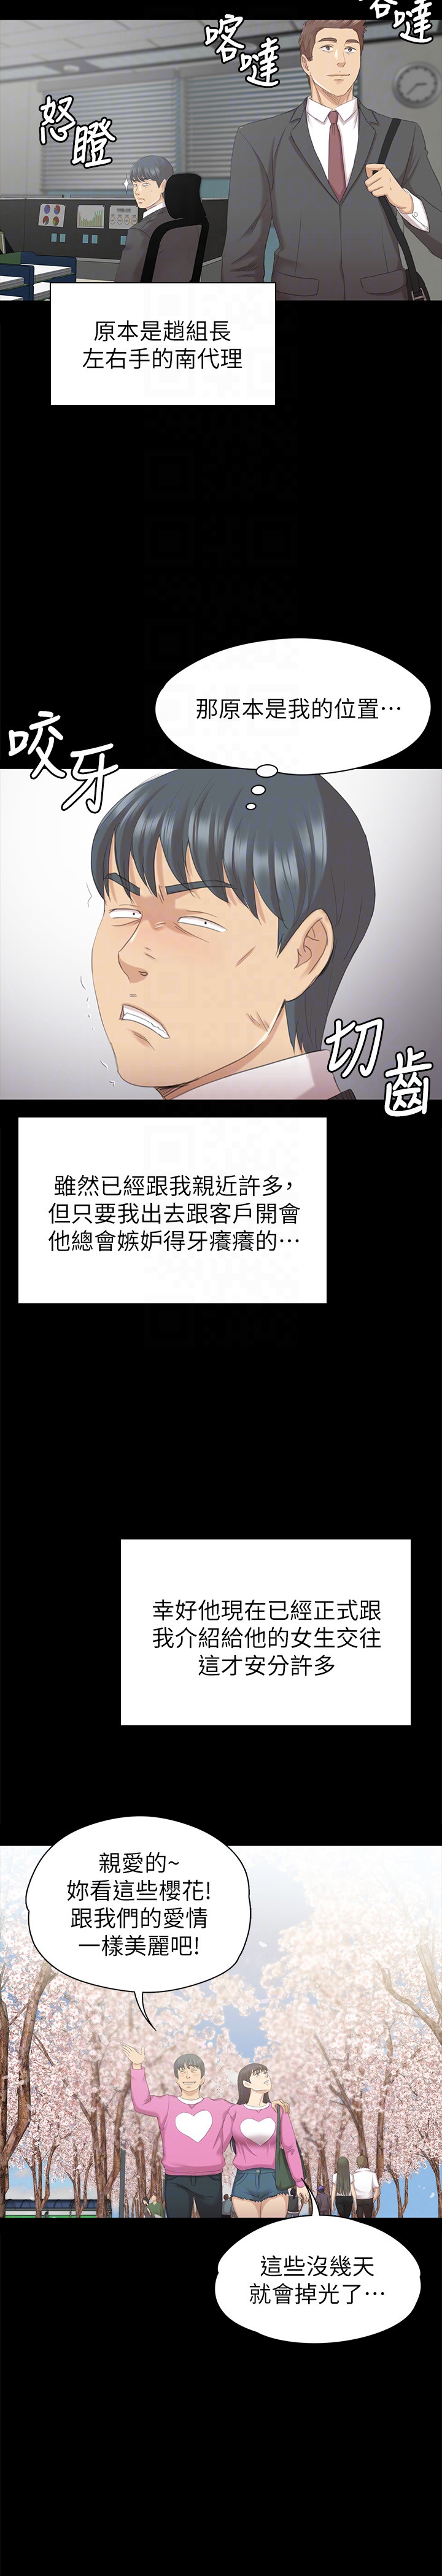 喀噠
喀噠
怒瞪
原本是趙組長
左右手的南代理
那原本是我的位置⋯
咬牙
切齒
雖然已經跟我親近許多,
但只要我出去跟客戶開會
他總會嫉妒得牙癢癢的⋯
幸好他現在已經正式跟
我介紹給他的女生交往
這才安分許多
親愛的~
妳看這些櫻花!
跟我們的愛情
一樣美麗吧!
這些沒幾天
就會掉光了⋯